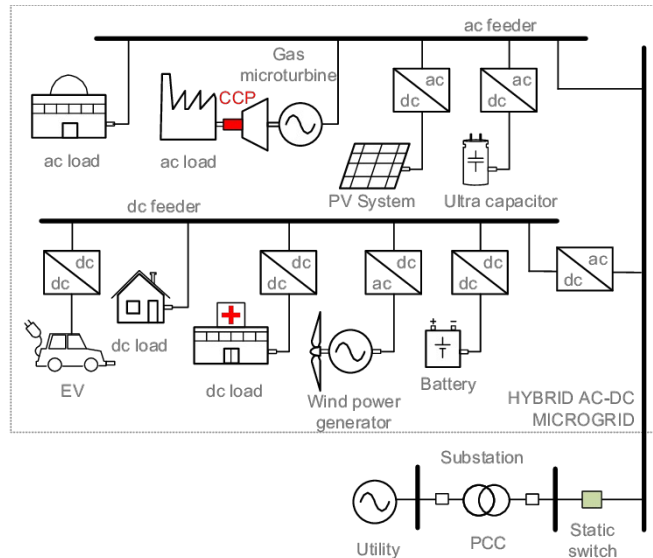 ac feeder
Gas
microturbine
CCP
ac
dc
ac
dc
ac load
ac load
PV System
Ultra capacitor
dc feeder
dc
dc
dc
dc
dc
ac
dc
dc
ac
dc
dc load
EV
dc load
Wind power
generator
+ −
Battery
HYBRID AC-DC
MICROGRID
Substation
Utility
PCC
Static
switch